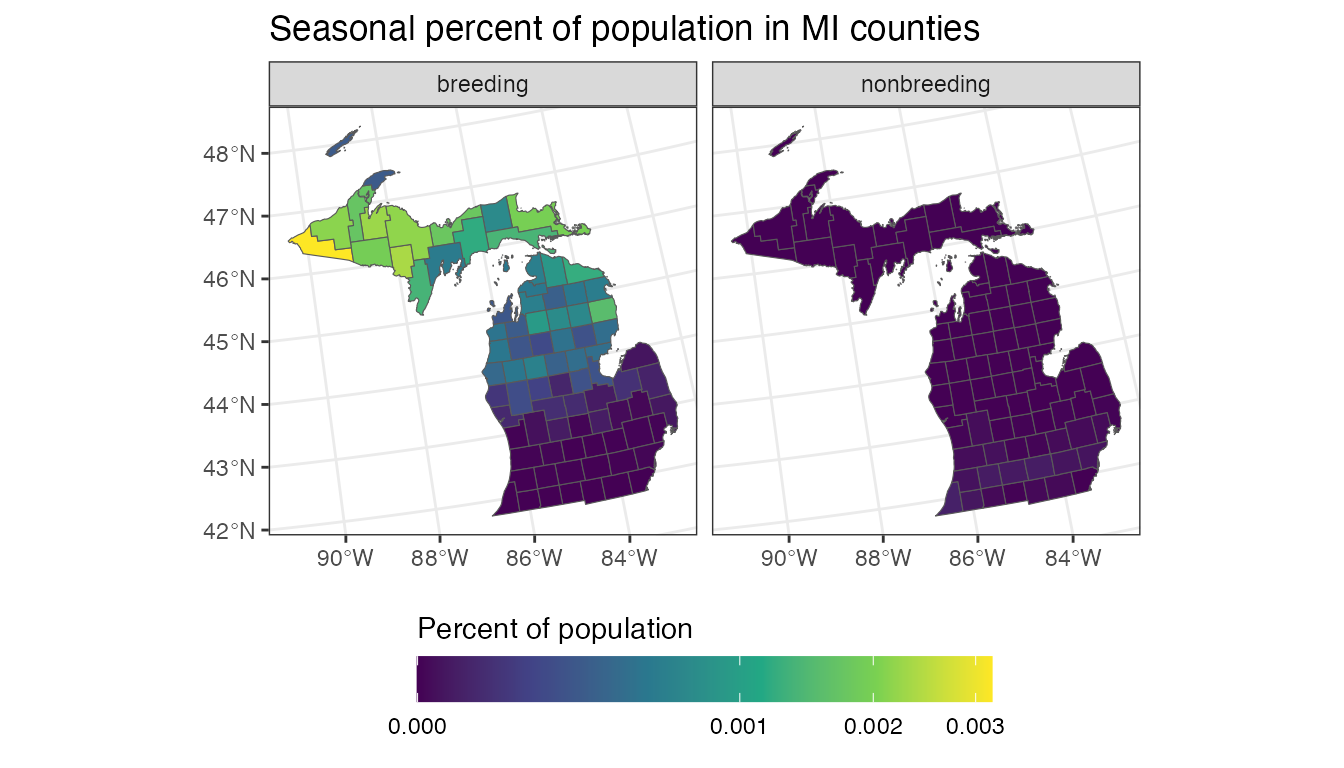 Seasonal percent of population in MI counties
breeding
nonbreeding
48°N
47°N
46°N
45°N
44°N
43°N
42°N
90°W 88°W 86°W 84°W
90°W 88°W 86°W 84°W
Percent of population
0.000 0.001 0.002 0.003